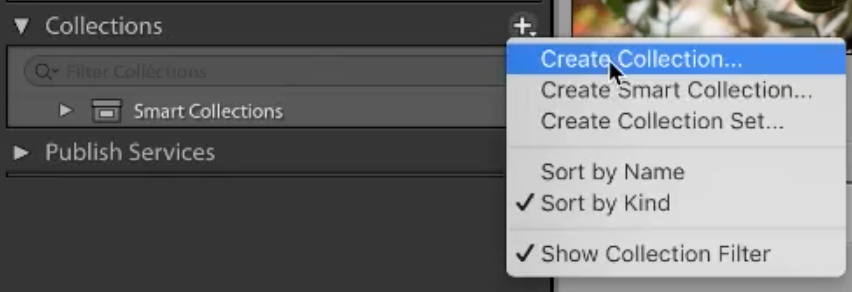 Collections
Filter Collections
Smart Collections
Publish Services
Create Collection...
Create Smart Collection...
Create Collection Set...
Sort by Name
Sort by Kind
Show Collection Filter